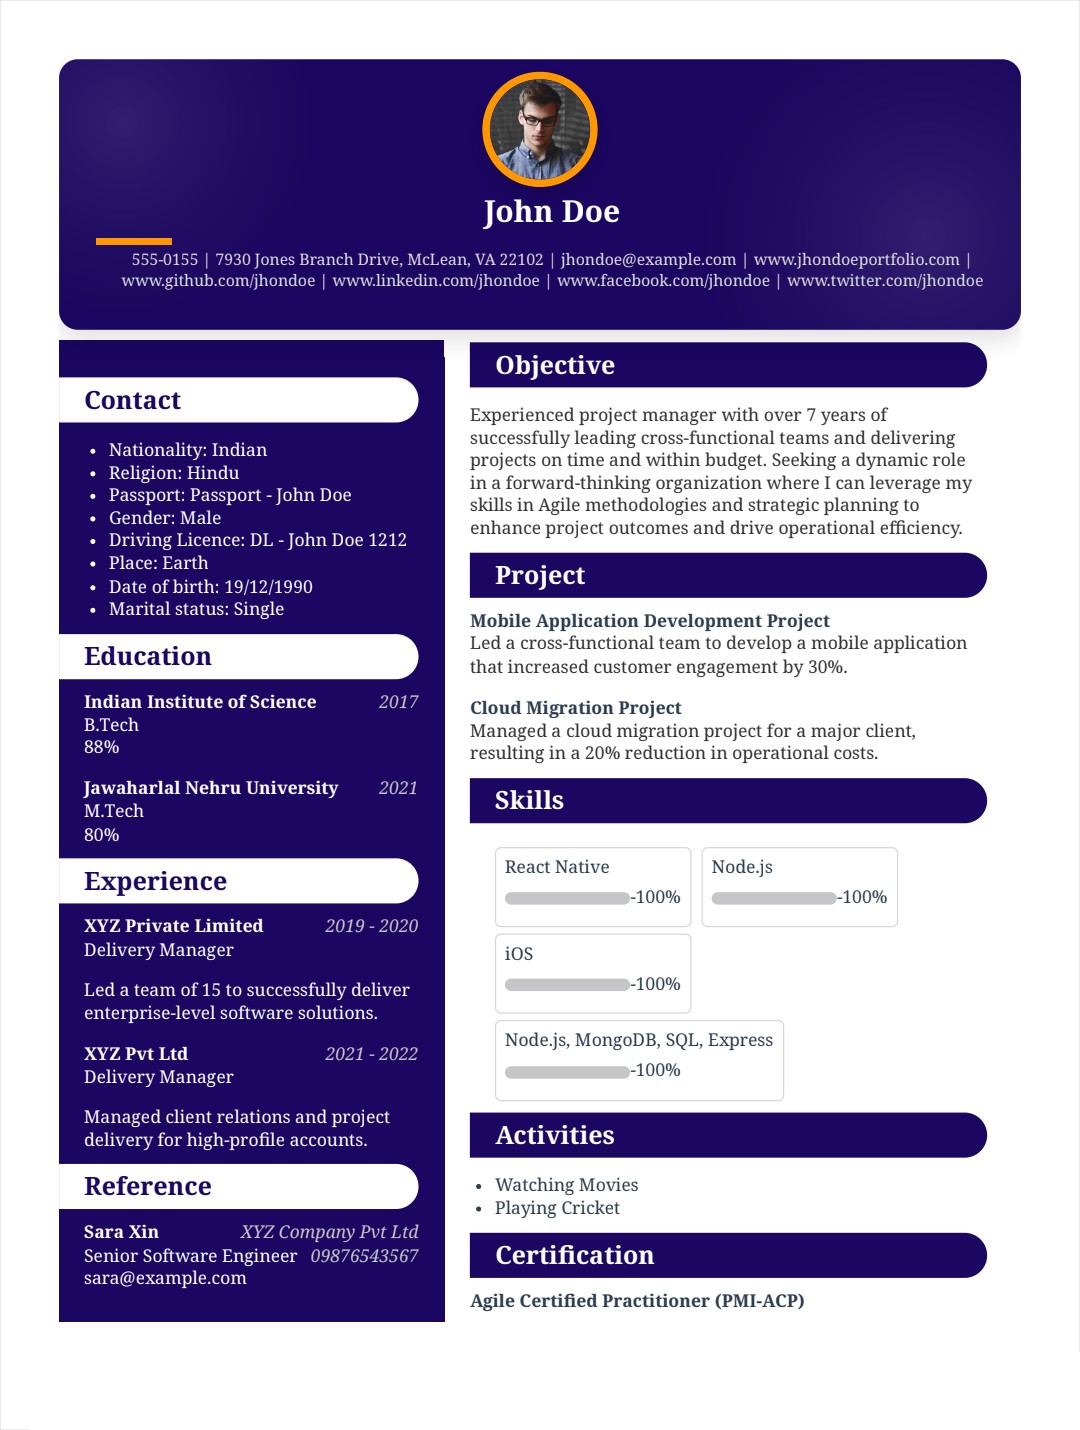 John Doe
555-0155 | 7930 Jones Branch Drive, McLean, VA 22102 | jhondoe@example.com | www.jhondoeportfolio.com |
www.github.com/jhondoe | www.linkedin.com/jhondoe | www.facebook.com/jhondoe | www.twitter.com/jhondoe
Contact
• Nationality: Indian
• Religion: Hindu
• Passport: Passport - John Doe
• Gender: Male
• Driving Licence: DL - John Doe 1212
• Place: Earth
• Date of birth: 19/12/1990
• Marital status: Single
Education
Indian Institute of Science 2017
B.Tech
88%
Jawaharlal Nehru University 2021
M.Tech
80%
Experience
XYZ Private Limited 2019 - 2020
Delivery Manager
Led a team of 15 to successfully deliver
enterprise-level software solutions.
XYZ Pvt Ltd 2021 - 2022
Delivery Manager
Managed client relations and project
delivery for high-profile accounts.
Reference
Sara Xin XYZ Company Pvt Ltd
Senior Software Engineer 09876543567
sara@example.com
Objective
Experienced project manager with over 7 years of
successfully leading cross-functional teams and delivering
projects on time and within budget. Seeking a dynamic role
in a forward-thinking organization where I can leverage my
skills in Agile methodologies and strategic planning to
enhance project outcomes and drive operational efficiency.
Project
Mobile Application Development Project
Led a cross-functional team to develop a mobile application
that increased customer engagement by 30%.
Cloud Migration Project
Managed a cloud migration project for a major client,
resulting in a 20% reduction in operational costs.
Skills
React Native
-100%
Node.js
-100%
iOS
-100%
Node.js, MongoDB, SQL, Express
-100%
Activities
• Watching Movies
• Playing Cricket
Certification
Agile Certified Practitioner (PMI-ACP)